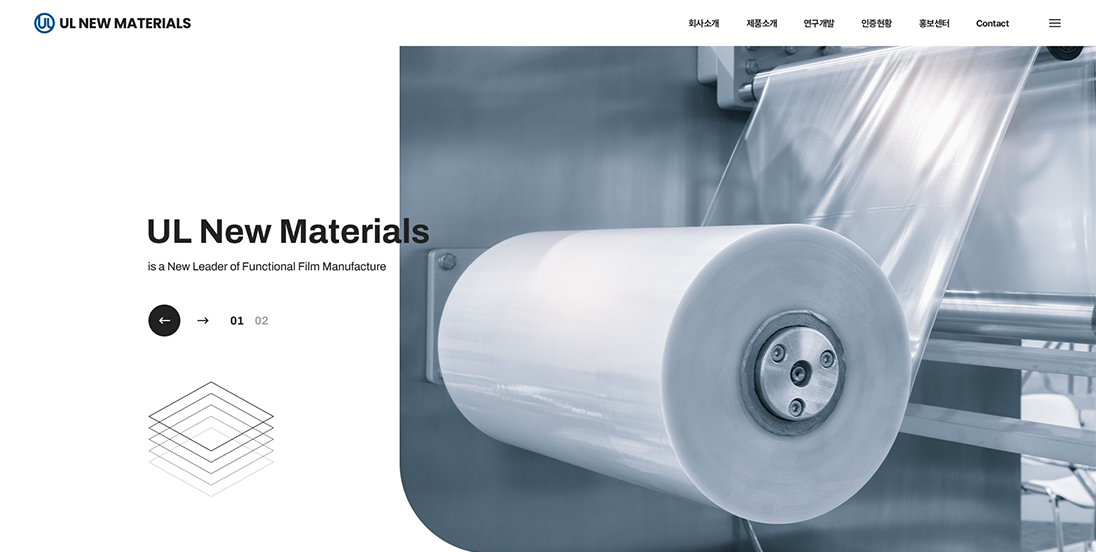 UL UL NEW MATERIALS
회사소개 제품소개 연구개발 인증현황 홍보센터 Contact
UL New Materials
is a New Leader of Functional Film Manufacture
01 02